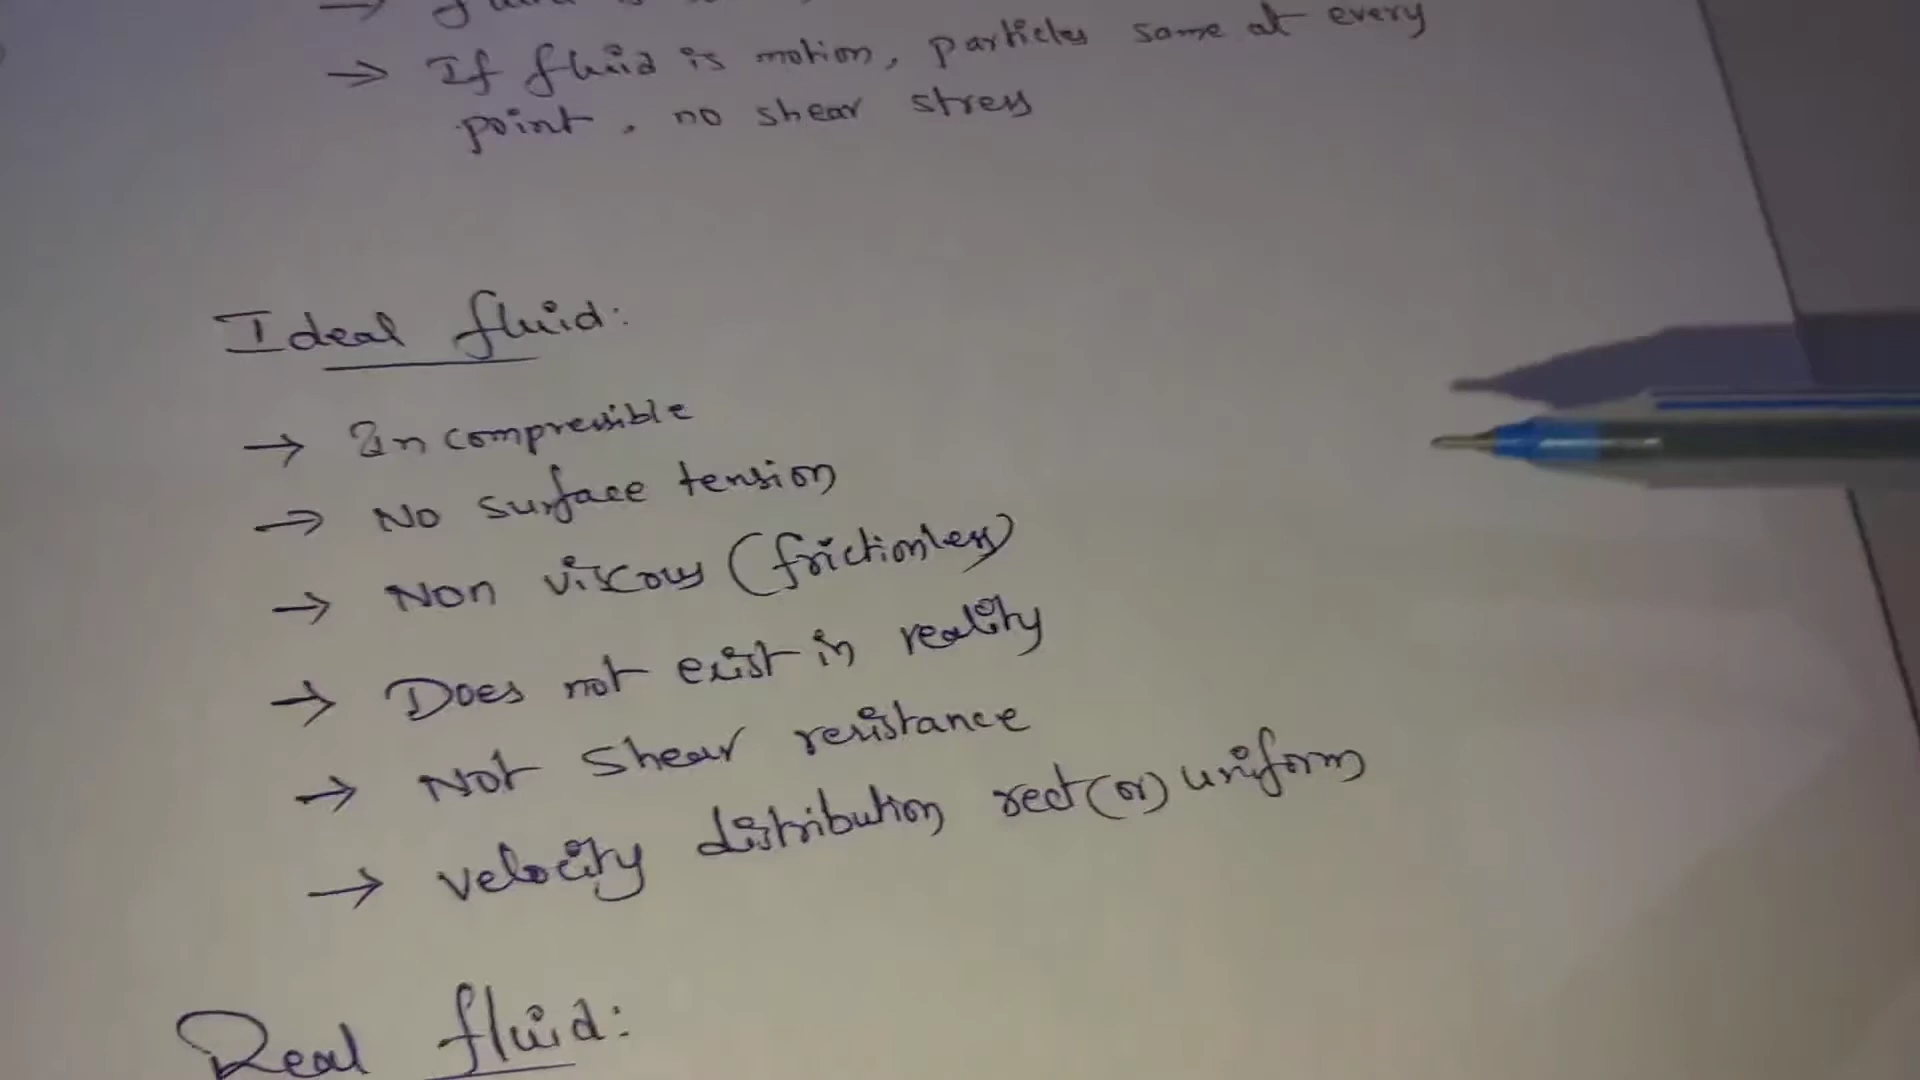 → If fluid is motion, particles same at every
point, no shear stress
Ideal fluid:
→ Incompressible
→ No surface tension
→ Non viscous (frictionless)
→ Does not exist in reality
→ Not shear resistance
→ velocity distribution rect (or) uniform
Real fluid: